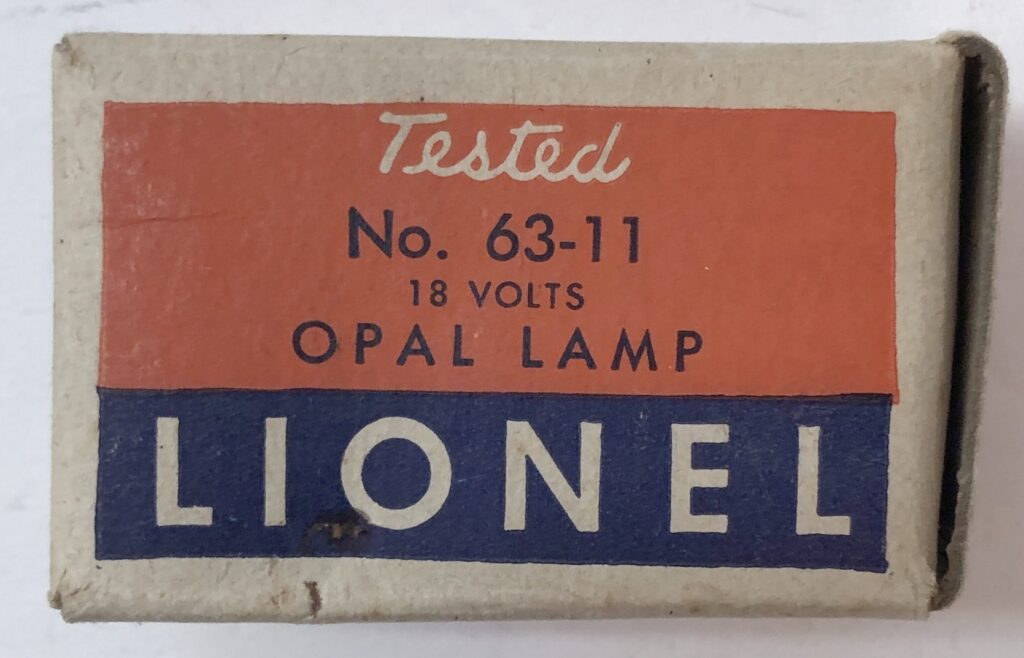 Tested
No. 63-11
18 VOLTS
OPAL LAMP
LIONEL